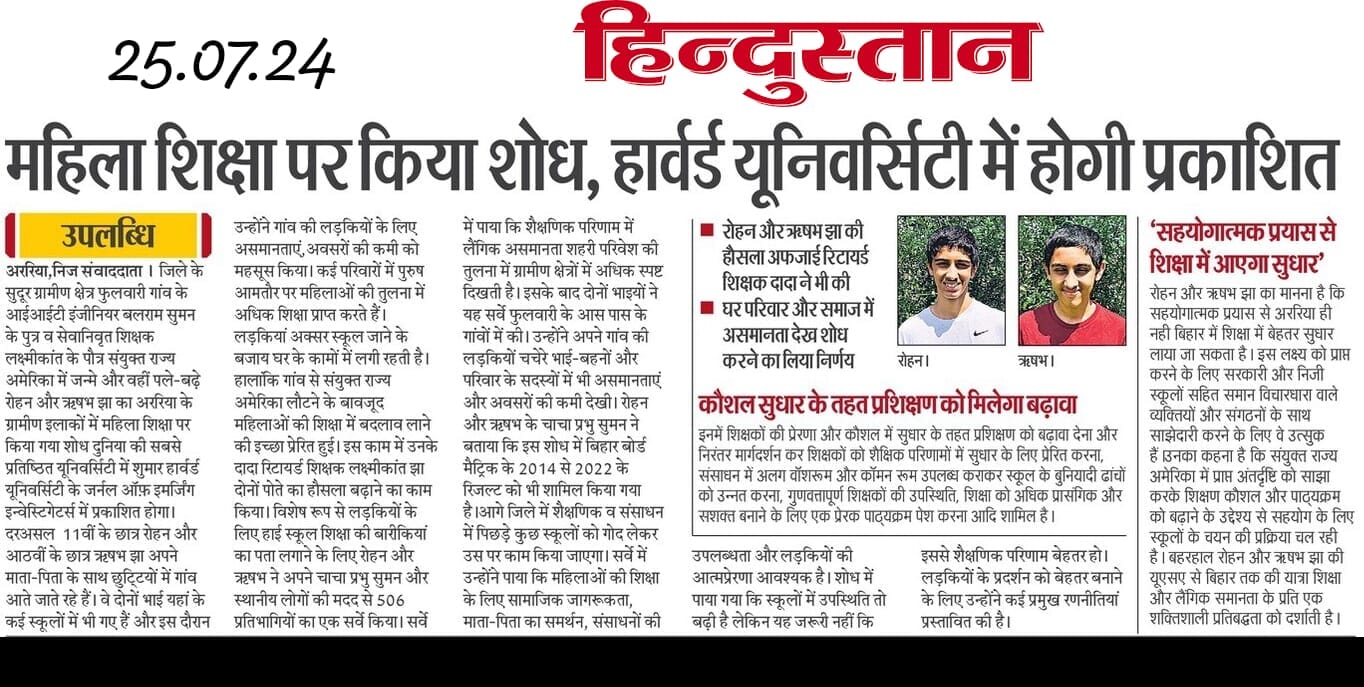 25.07.24
हिन्दुस्तान
महिला शिक्षा पर किया शोध, हार्वर्ड यूनिवर्सिटी में होगी प्रकाशित
उपलब्धि
अररिया,निज संवाददाता। जिले के
सुदूर ग्रामीण क्षेत्र फुलवारी गांव के
आईआईटी इंजीनियर बलराम सुमन
के पुत्र व सेवानिवृत शिक्षक
लक्ष्मीकांत के पौत्र संयुक्त राज्य
अमेरिका में जन्मे और वहीं पले-बढ़े
रोहन और ऋषभ झा का अररिया के
ग्रामीण इलाकों में महिला शिक्षा पर
किया गया शोध दुनिया की सबसे
प्रतिष्ठित यूनिवर्सिटी में शुमार हार्वर्ड
यूनिवर्सिटी के जर्नल ऑफ़ इमर्जिंग
इन्वेस्टिगेटर्स में प्रकाशित होगा।
दरअसल 11वीं के छात्र रोहन और
आठवीं के छात्र ऋषभ झा अपने
माता-पिता के साथ छुट्टियों में गांव
आते जाते रहे हैं। वे दोनों भाई यहां के
कई स्कूलों में भी गए हैं और इस दौरान
उन्होंने गांव की लड़कियों के लिए
असमानताएं,अवसरों की कमी को
महसूस किया। कई परिवारों में पुरुष
आमतौर पर महिलाओं की तुलना में
अधिक शिक्षा प्राप्त करते हैं।
लड़कियां अक्सर स्कूल जाने के
बजाय घर के कामों में लगी रहती है।
हालांकि गांव से संयुक्त राज्य
अमेरिका लौटने के बावजूद
महिलाओं की शिक्षा में बदलाव लाने
की इच्छा प्रेरित हुई। इस काम में उनके
दादा रिटायर्ड शिक्षक लक्ष्मीकांत झा
दोनों पोते का हौसला बढ़ाने का काम
किया। विशेष रूप से लड़कियों के
लिए हाई स्कूल शिक्षा की बारीकियां
का पता लगाने के लिए रोहन और
ऋषभ ने अपने चाचा प्रभु सुमन और
स्थानीय लोगों की मदद से 506
प्रतिभागियों का एक सर्वे किया। सर्वे
में पाया कि शैक्षणिक परिणाम में
लैंगिक असमानता शहरी परिवेश की
तुलना में ग्रामीण क्षेत्रों में अधिक स्पष्ट
दिखती है। इसके बाद दोनों भाइयों ने
यह सर्वे फुलवारी के आस पास के
गांवों में की। उन्होंने अपने गांव की
लड़कियों चचेरे भाई-बहनों और
परिवार के सदस्यों में भी असमानताएं
और अवसरों की कमी देखी। रोहन
और ऋषभ के चाचा प्रभु सुमन ने
बताया कि इस शोध में बिहार बोर्ड
मैट्रिक के 2014 से 2022 के
रिजल्ट को भी शामिल किया गया
है।आगे जिले में शैक्षणिक व संसाधन
में पिछड़े कुछ स्कूलों को गोद लेकर
उस पर काम किया जाएगा। सर्वे में
उन्होंने पाया कि महिलाओं की शिक्षा
के लिए सामाजिक जागरूकता,
माता-पिता का समर्थन, संसाधनों की
■ रोहन और ऋषभ झा की
हौसला अफजाई रिटायर्ड
शिक्षक दादा ने भी की
■ घर परिवार और समाज में
असमानता देख शोध
करने का लिया निर्णय
रोहन।
ऋषभ।
कौशल सुधार के तहत प्रशिक्षण को मिलेगा बढ़ावा
इनमें शिक्षकों की प्रेरणा और कौशल में सुधार के तहत प्रशिक्षण को बढ़ावा देना और
निरंतर मार्गदर्शन कर शिक्षकों को शैक्षिक परिणामों में सुधार के लिए प्रेरित करना,
संसाधन में अलग वॉशरूम और कॉमन रूम उपलब्ध कराकर स्कूल के बुनियादी ढांचों
को उन्नत करना, गुणवत्तापूर्ण शिक्षकों की उपस्थिति, शिक्षा को अधिक प्रासंगिक और
सशक्त बनाने के लिए एक प्रेरक पाठ्यक्रम पेश करना आदि शामिल है।
उपलब्धता और लड़कियों की
आत्मप्रेरणा आवश्यक है। शोध में
पाया गया कि स्कूलों में उपस्थिति तो
बढ़ी है लेकिन यह जरूरी नहीं कि
इससे शैक्षणिक परिणाम बेहतर हो।
लड़कियों के प्रदर्शन को बेहतर बनाने
के लिए उन्होंने कई प्रमुख रणनीतियां
प्रस्तावित की है।
'सहयोगात्मक प्रयास से
शिक्षा में आएगा सुधार'
रोहन और ऋषभ झा का मानना है कि
सहयोगात्मक प्रयास से अररिया ही
नही बिहार में शिक्षा में बेहतर सुधार
लाया जा सकता है। इस लक्ष्य को प्राप्त
करने के लिए सरकारी और निजी
स्कूलों सहित समान विचारधारा वाले
व्यक्तियों और संगठनों के साथ
साझेदारी करने के लिए वे उत्सुक
हैं।उनका कहना है कि संयुक्त राज्य
अमेरिका में प्राप्त अंतर्दृष्टि को साझा
करके शिक्षण कौशल और पाठ्यक्रम
को बढ़ाने के उद्देश्य से सहयोग के लिए
स्कूलों के चयन की प्रक्रिया चल रही
है। बहरहाल रोहन और ऋषभ झा की
यूएसए से बिहार तक की यात्रा शिक्षा
और लैंगिक समानता के प्रति एक
शक्तिशाली प्रतिबद्धता को दर्शाती है।